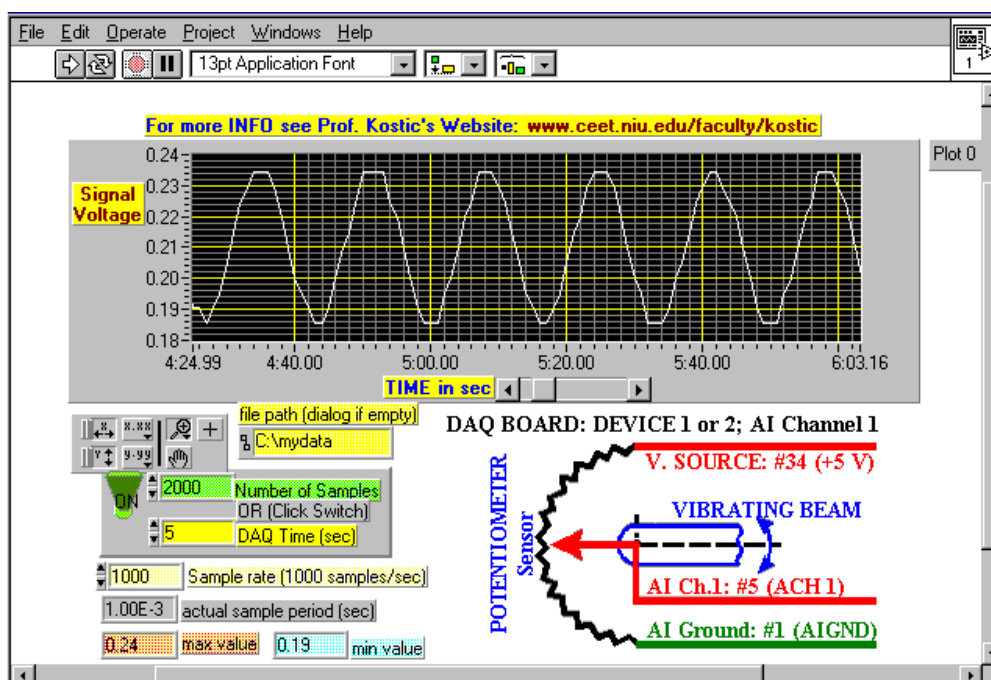 File Edit Operate Project Windows Help
13pt Application Font
1
For more INFO see Prof. Kostic's Website: www.ceet.niu.edu/faculty/kostic
Plot 0
Signal
Voltage
0.24
0.23
0.22
0.21
0.20
0.19
0.18
4:24.99 4:40.00 5:00.00 5:20.00 5:40.00 6:03.16
TIME in sec
file path (dialog if empty)
C:\mydata
X.XX
Y.YY
ON
2000 Number of Samples
OR (Click Switch)
5 DAQ Time (sec)
1000 Sample rate (1000 samples/sec)
1.00E-3 actual sample period (sec)
0.24 max value 0.19 min value
DAQ BOARD: DEVICE 1 or 2; AI Channel 1
V. SOURCE: #34 (+5 V)
POTENTIOMETER
Sensor
VIBRATING BEAM
AI Ch.1: #5 (ACH 1)
AI Ground: #1 (AIGND)